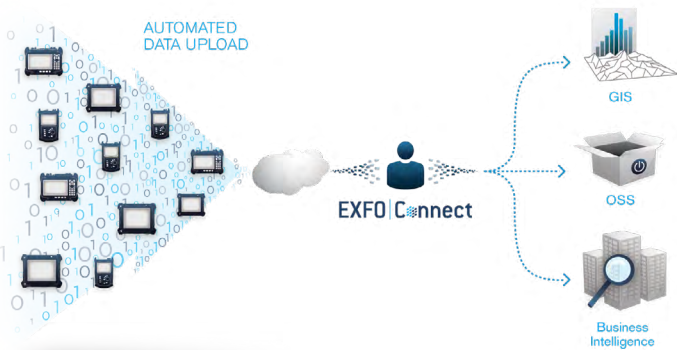 AUTOMATED
DATA UPLOAD
GIS
EXFO Connect
OSS
Business
Intelligence